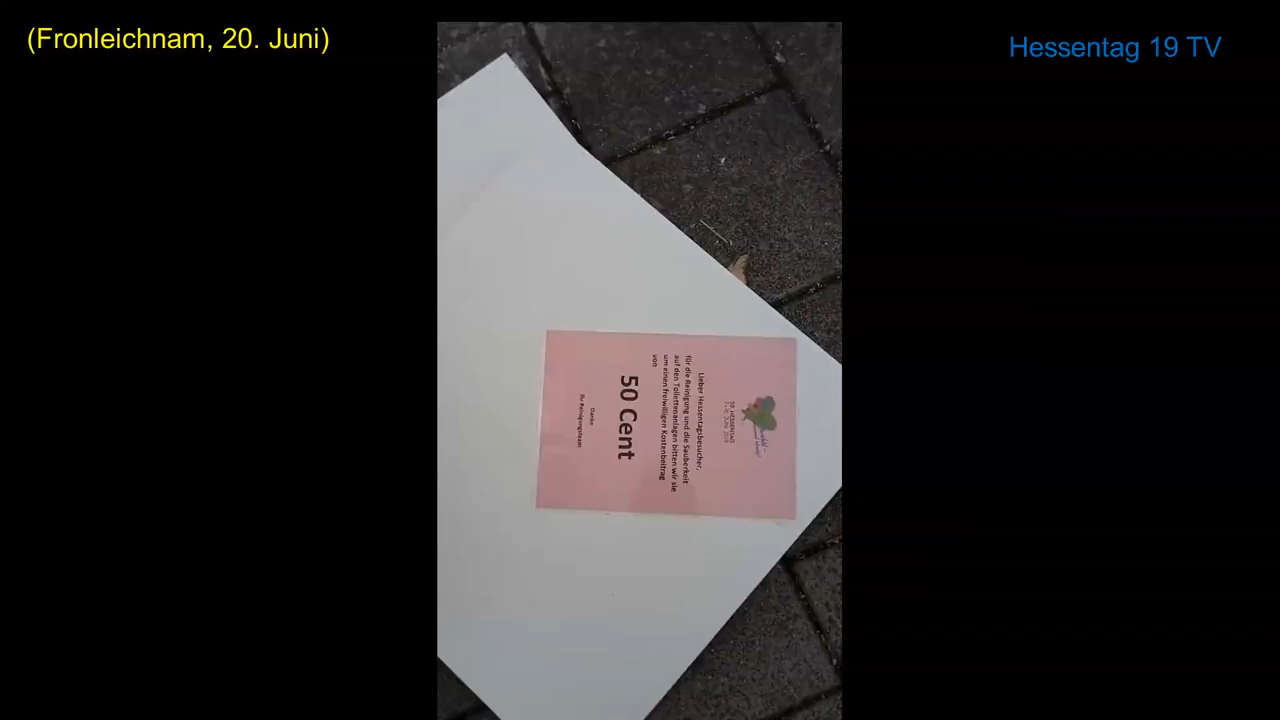 (Fronleichnam, 20. Juni)
Hessentag 19 TV
59. HESSENTAG
Lieber Hessentagsbesucher,
für die Reinigung und die Sauberkeit
auf den Toilettenanlagen bitten wir sie
um einen freiwilligen Kostenbeitrag
von
50 Cent
Danke
Ihr Reinigungsteam